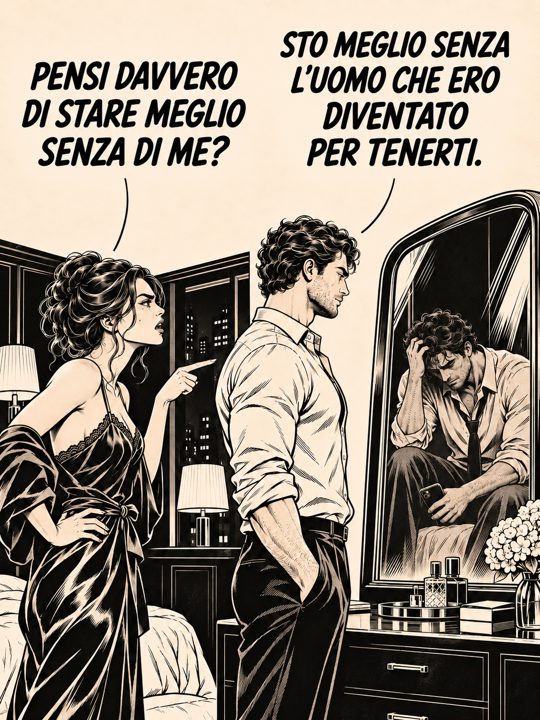 PENSI DAVVERO
DI STARE MEGLIO
SENZA DI ME?
STO MEGLIO SENZA
L'UOMO CHE ERO
DIVENTATO
PER TENERTI.